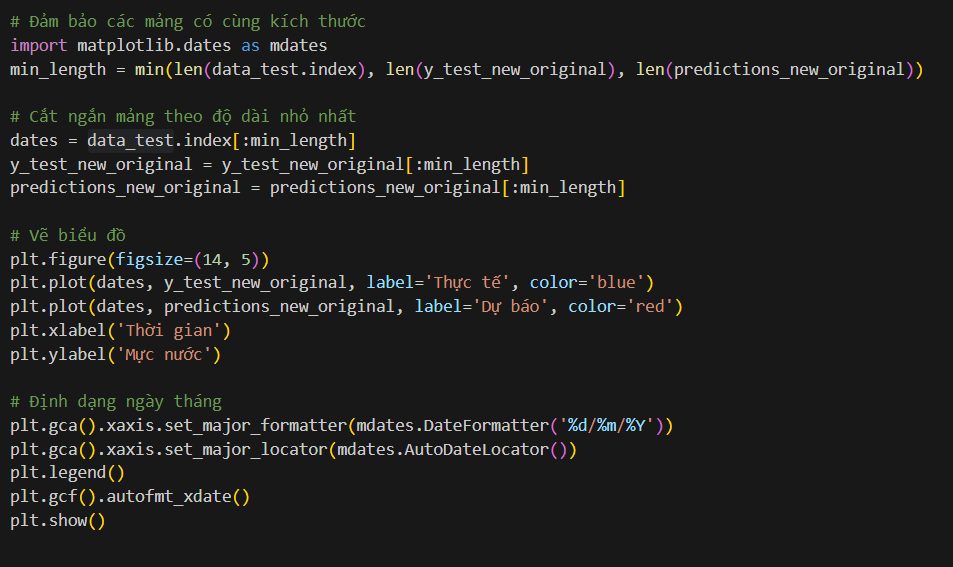 # Đảm bảo các mảng có cùng kích thước
import matplotlib.dates as mdates
min_length = min(len(data_test.index), len(y_test_new_original), len(predictions_new_original))
# Cắt ngắn mảng theo độ dài nhỏ nhất
dates = data_test.index[:min_length]
y_test_new_original = y_test_new_original[:min_length]
predictions_new_original = predictions_new_original[:min_length]
# Vẽ biểu đồ
plt.figure(figsize=(14, 5))
plt.plot(dates, y_test_new_original, label='Thực tế', color='blue')
plt.plot(dates, predictions_new_original, label='Dự báo', color='red')
plt.xlabel('Thời gian')
plt.ylabel('Mực nước')
# Định dạng ngày tháng
plt.gca().xaxis.set_major_formatter(mdates.DateFormatter('%d/%m/%Y'))
plt.gca().xaxis.set_major_locator(mdates.AutoDateLocator())
plt.legend()
plt.gcf().autofmt_xdate()
plt.show()